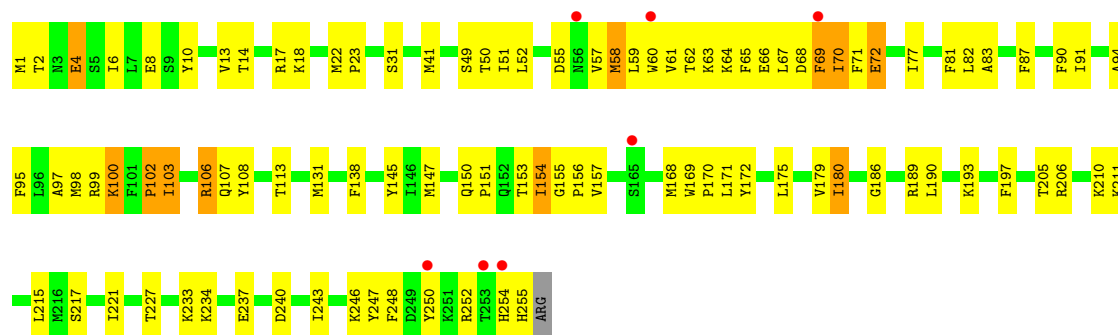 M1 T2 N3 E4 S5 I6 L7 E8 S9 Y10 V13 T14 R17 K18 M22 P23 S31 M41 S49 T50 I51 L52 D55 N56 V57 M58 L59 W60 V61 T62 K63 K64 F65 E66 L67 D68 F69 I70 F71 E72 I77 F81 L82 A83 F87 F90 I91 A94
F95 L96 A97 M98 R99 K100 F101 P102 I103 R106 Q107 Y108 T113 M131 F138 Y145 I146 M147 Q150 P151 Q152 T153 I154 G155 P156 V157 S165 M168 W169 P170 L171 Y172 L175 V179 I180 G186 R189 L190 K193 F197 T205 R206 K210 K211
L215 M216 S217 I221 T227 K233 K234 E237 D240 I243 K246 Y247 F248 D249 Y250 K251 R252 T253 H254 H255 ARG